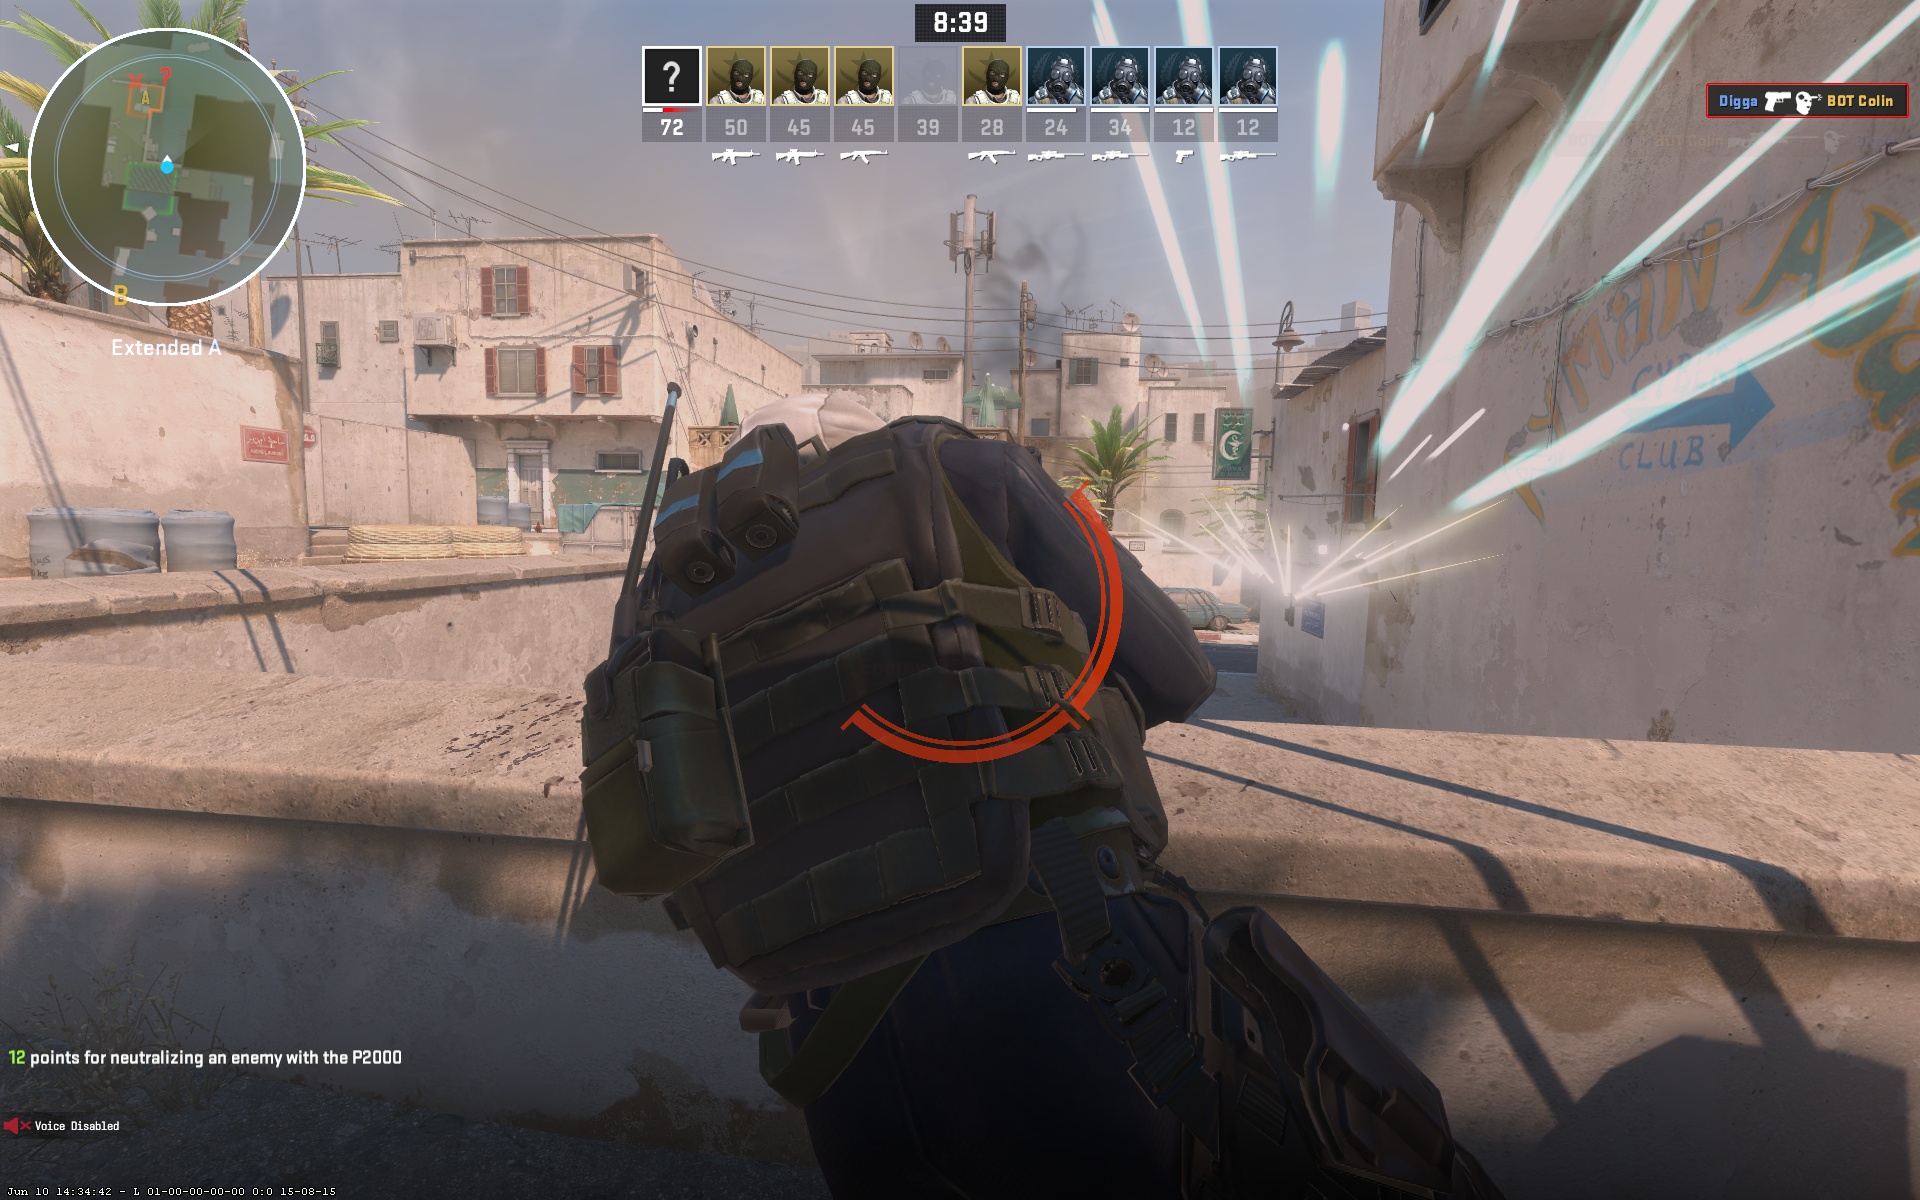 8:39
?
72 50 45 45 39 28 24 34 12 12
Digga BOT Colin
A
?
B
Extended A
CYBER
CLUB
12 points for neutralizing an enemy with the P2000
Voice Disabled
Jun 10 14:34:42 - L 01-00-00-00-00 0:0 15-08-15